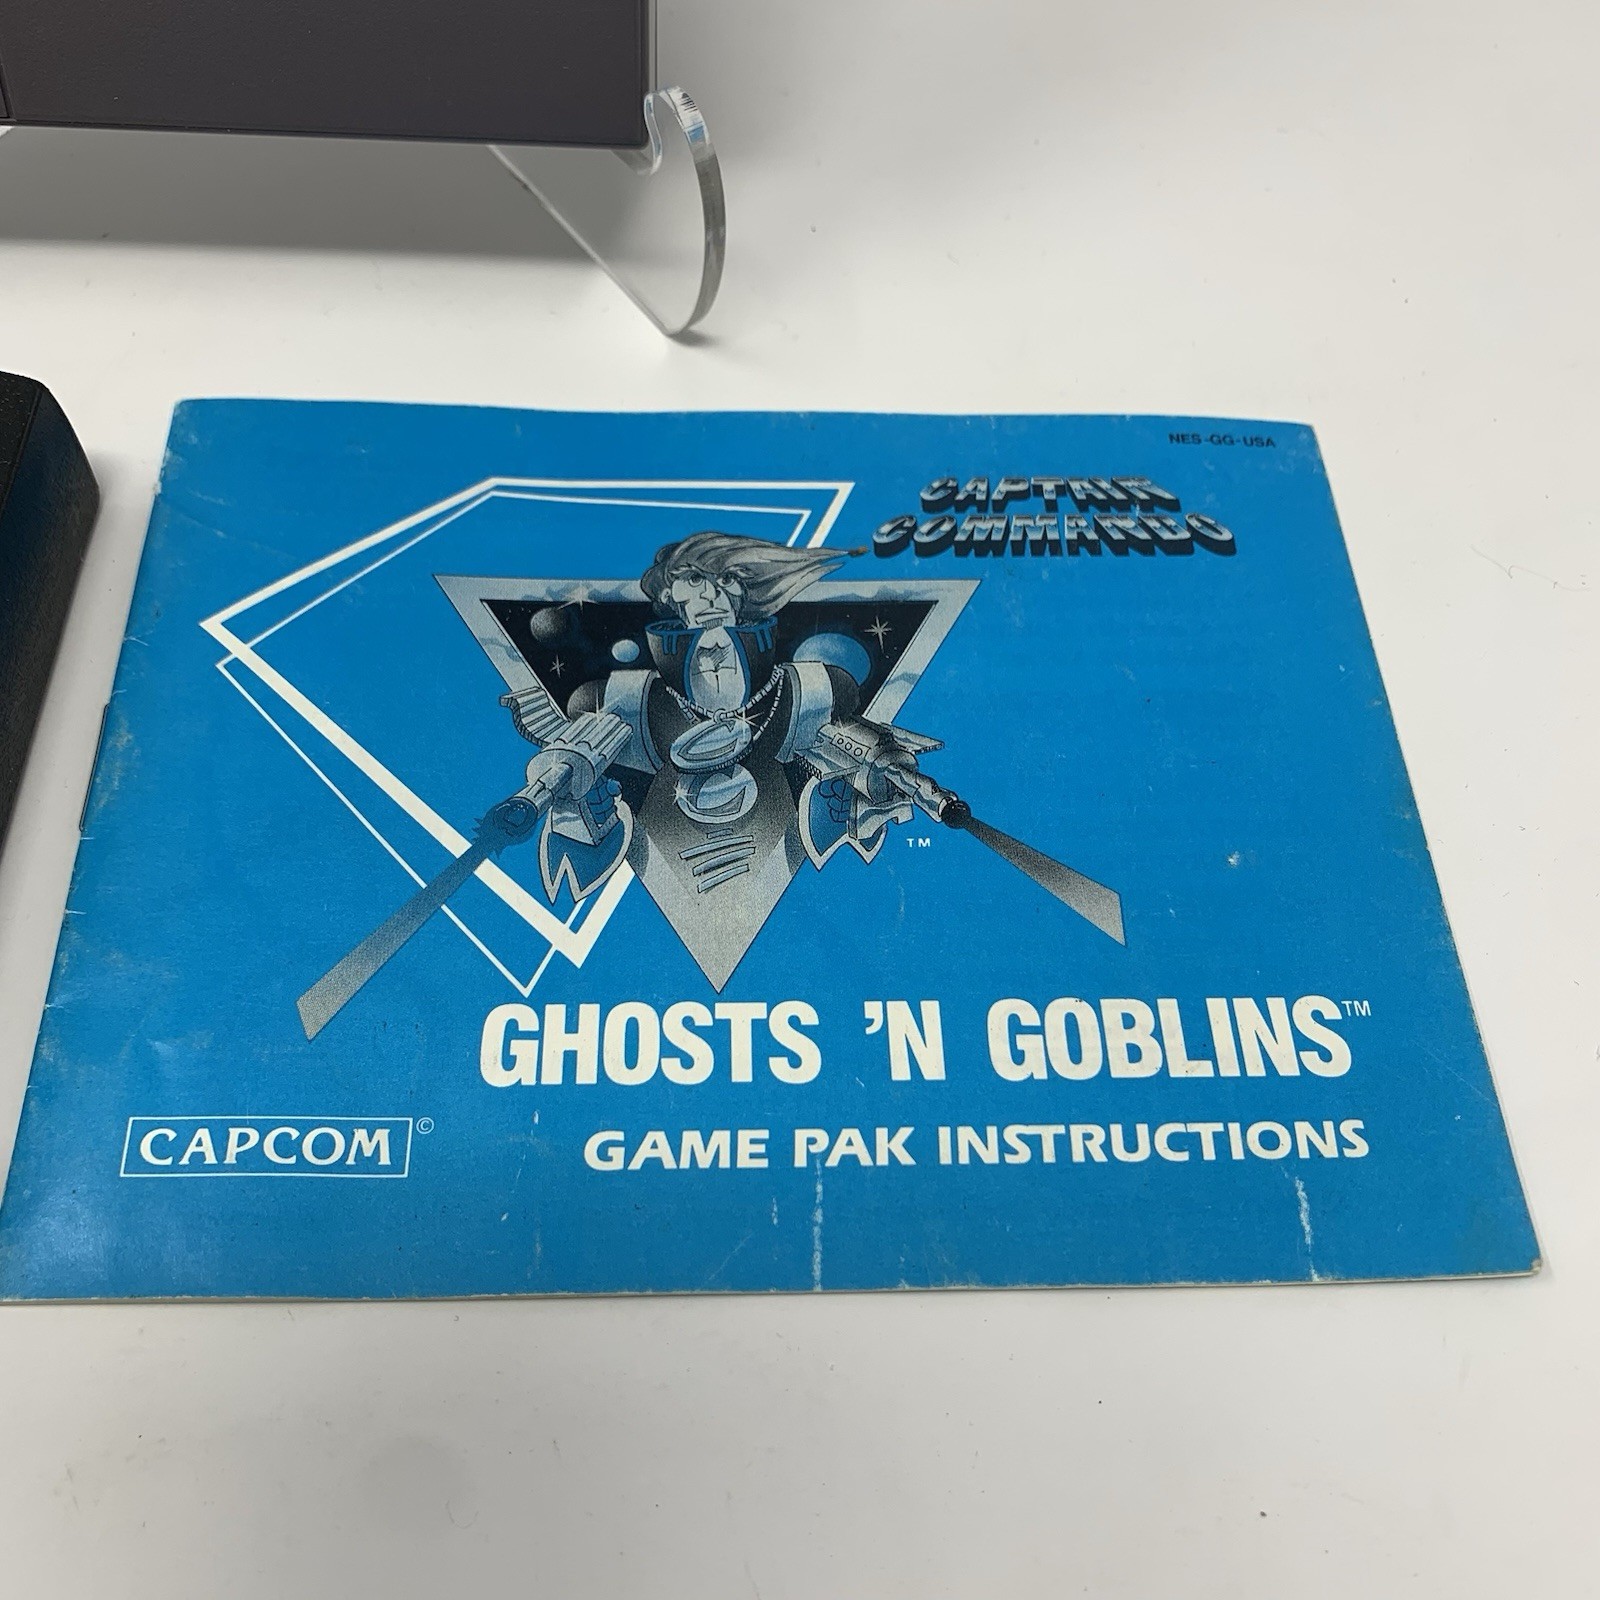 NES-GG-USA
CAPTAIN
COMMANDO
TM
GHOSTS 'N GOBLINS™
CAPCOM©
GAME PAK INSTRUCTIONS